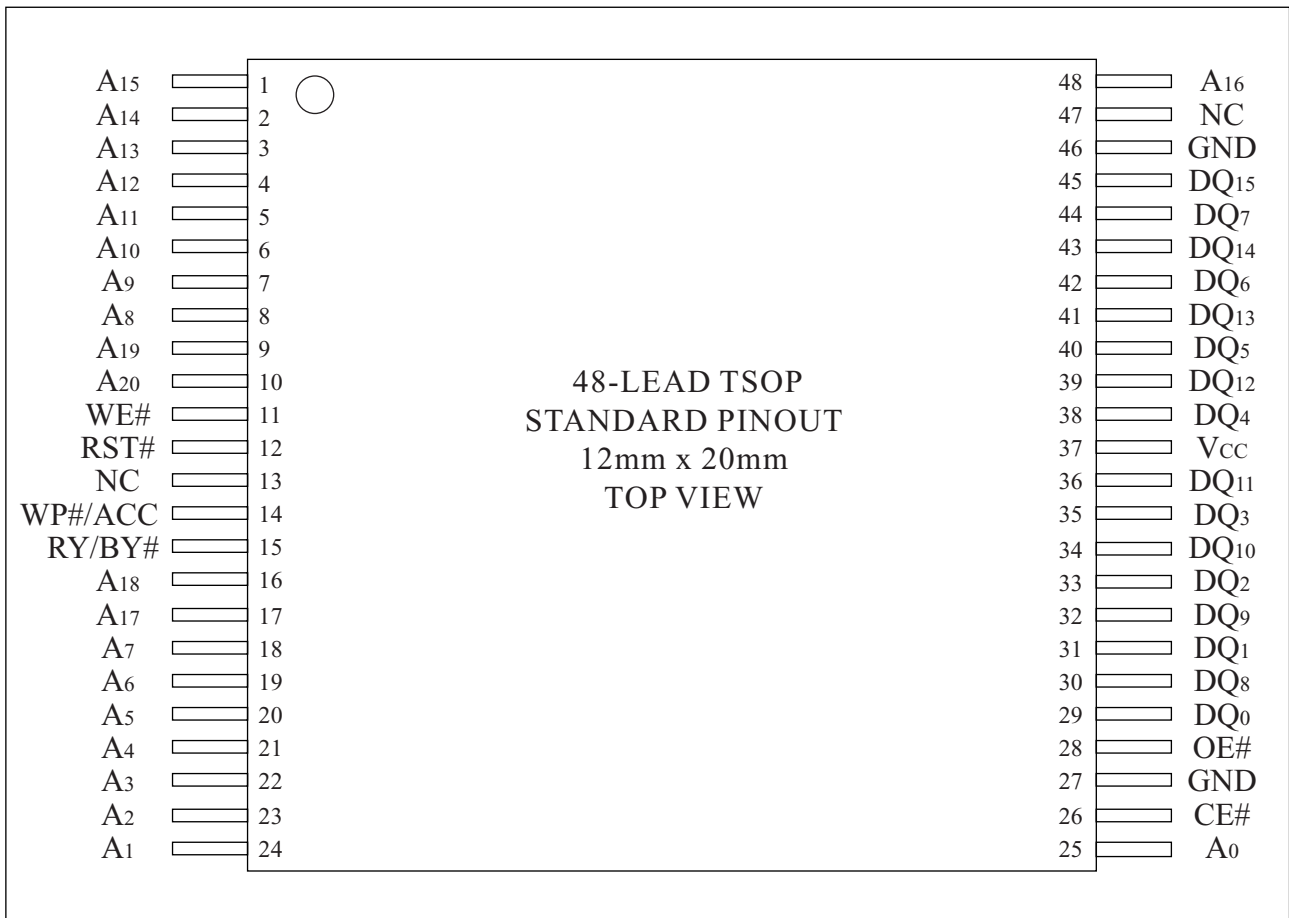 A15 1 48 A16
A14 2 47 NC
A13 3 46 GND
A12 4 45 DQ15
A11 5 44 DQ7
A10 6 43 DQ14
A9 7 42 DQ6
A8 8 41 DQ13
A19 9 40 DQ5
A20 10 39 DQ12
WE# 11 38 DQ4
RST# 12 37 VCC
NC 13 36 DQ11
WP#/ACC 14 35 DQ3
RY/BY# 15 34 DQ10
A18 16 33 DQ2
A17 17 32 DQ9
A7 18 31 DQ1
A6 19 30 DQ8
A5 20 29 DQ0
A4 21 28 OE#
A3 22 27 GND
A2 23 26 CE#
A1 24 25 A0
48-LEAD TSOP
STANDARD PINOUT
12mm x 20mm
TOP VIEW